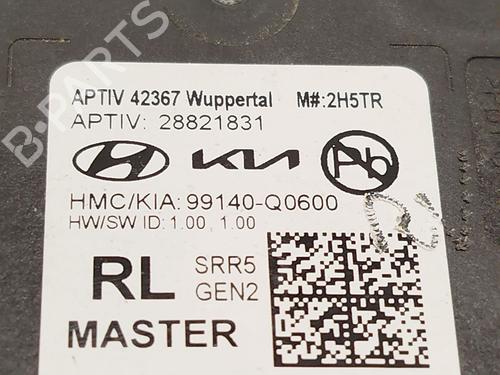 APTIV 42367 Wuppertal M#:2H5TR
APTIV: 28821831
HYUNDAI KIA Pb
HMC/KIA: 99140-Q0600
HW/SW ID: 1.00 , 1.00
RL SRR5
GEN2
MASTER
B-PARTS